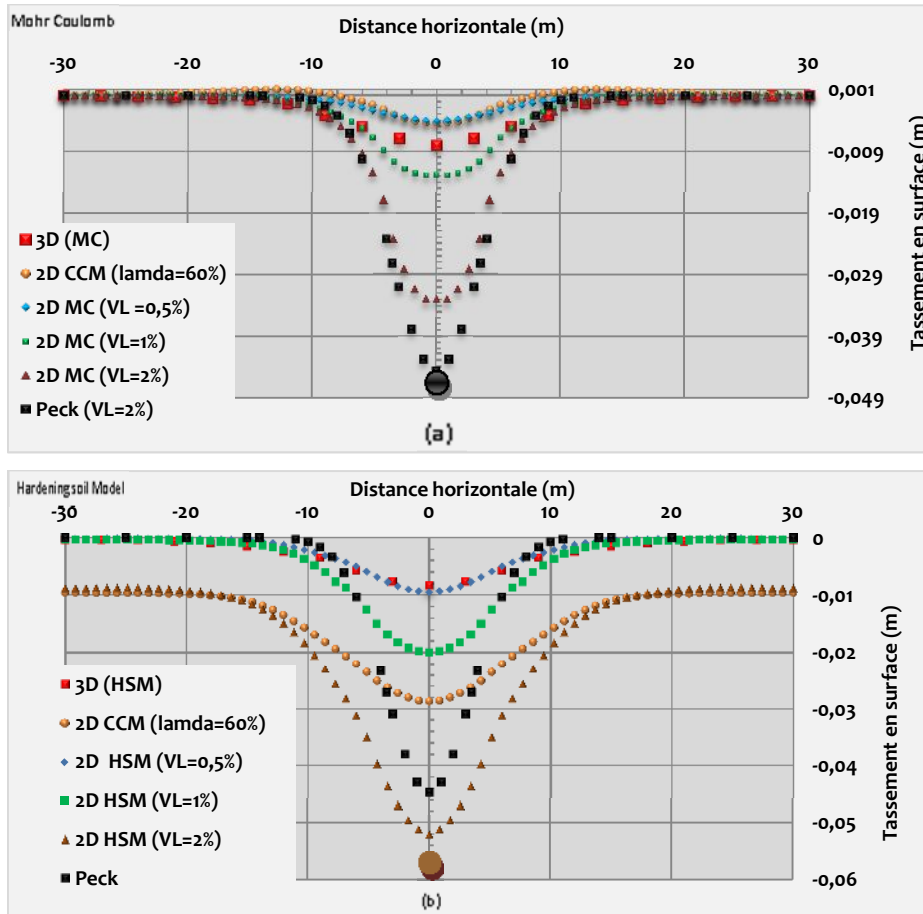 Mohr Coulomb
Distance horizontale (m)
-30 -20 -10 0 10 20 30
0,001
-0,009
-0,019
-0,029
-0,039
-0,049
Tassement en surface (m)
3D (MC)
2D CCM (lamda=60%)
2D MC (VL =0,5%)
2D MC (VL=1%)
2D MC (VL=2%)
Peck (VL=2%)
(a)
Hardeningsoil Model
Distance horizontale (m)
-30 -20 -10 0 10 20 30
0
-0,01
-0,02
-0,03
-0,04
-0,05
-0,06
Tassement en surface (m)
3D (HSM)
2D CCM (lamda=60%)
2D HSM (VL=0,5%)
2D HSM (VL=1%)
2D HSM (VL=2%)
Peck
(b)